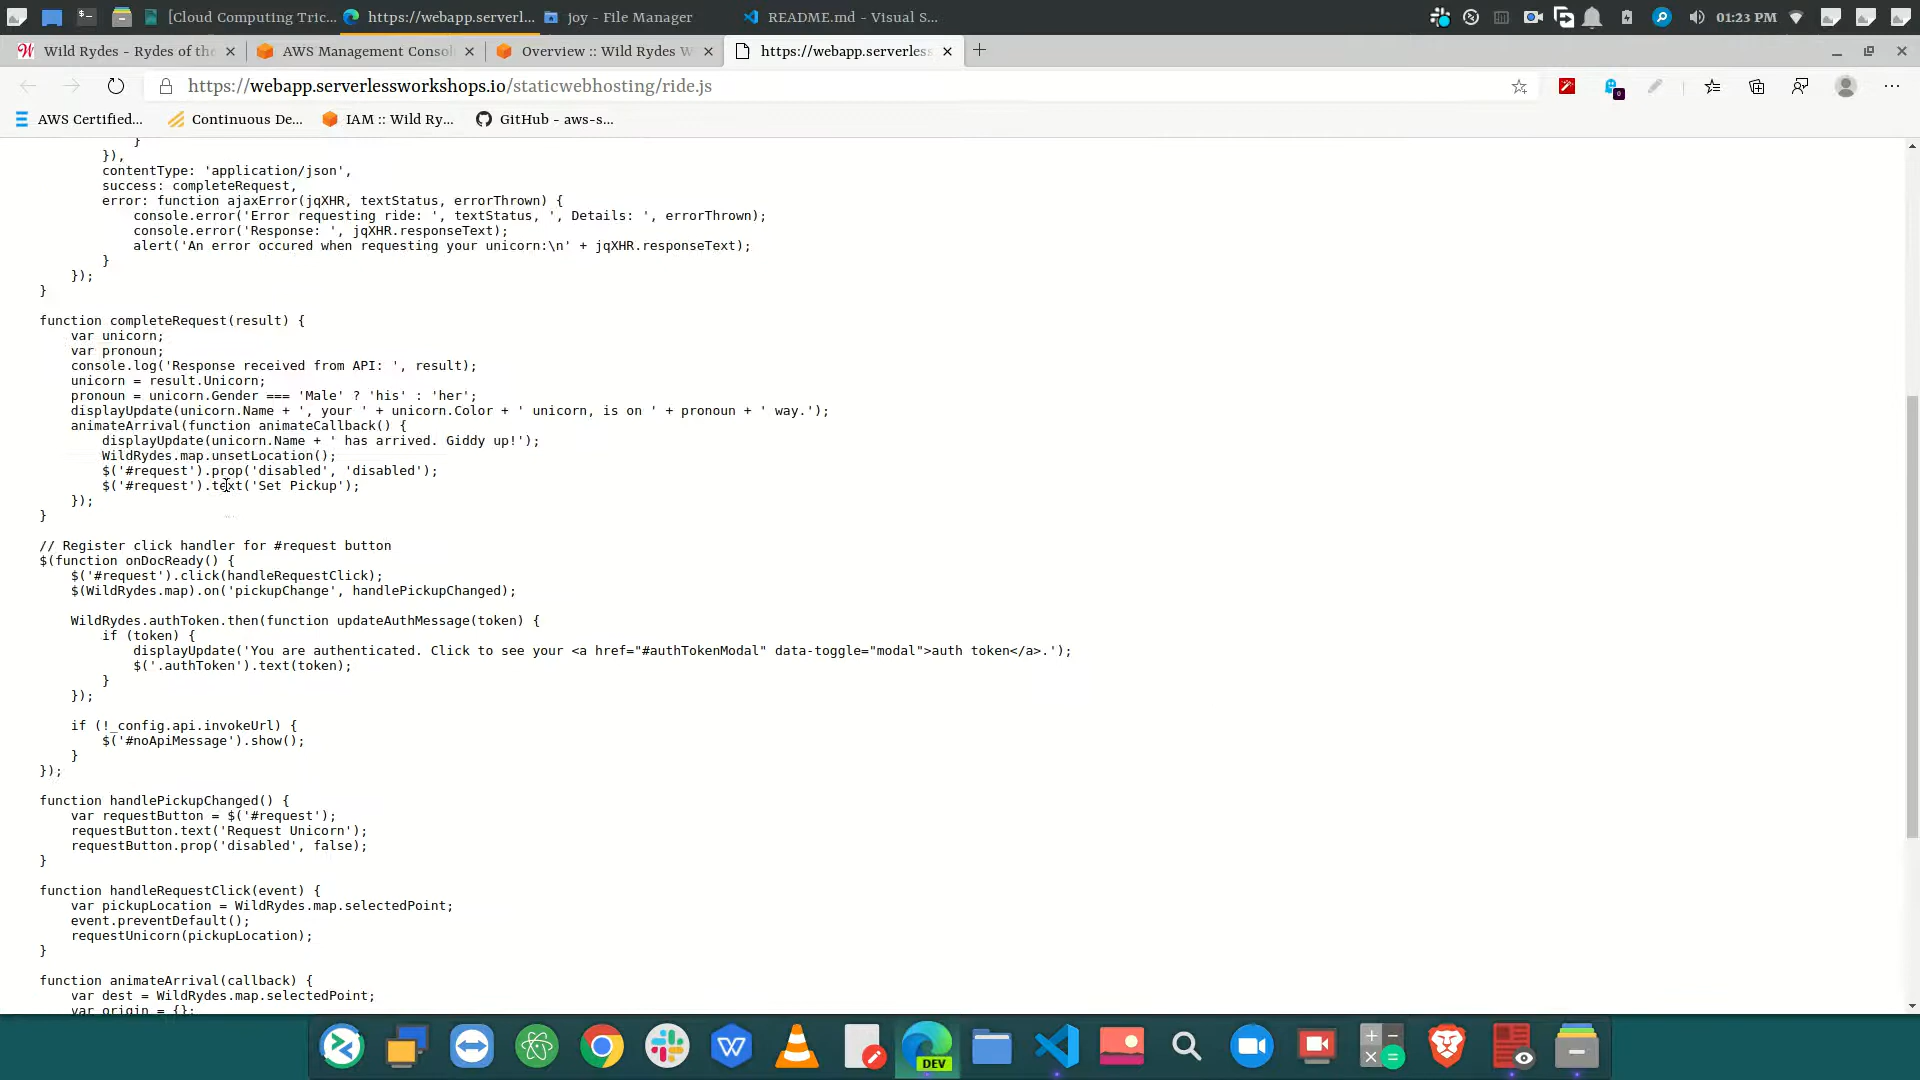 [Cloud Computing Tric...
https://webapp.serverl...
joy - File Manager
README.md - Visual S...
01:23 PM
Wild Rydes - Rydes of the
AWS Management Consol
Overview :: Wild Rydes W
https://webapp.serverless
https://webapp.serverlessworkshops.io/staticwebhosting/ride.js
AWS Certified...
Continuous De...
IAM :: Wild Ry...
GitHub - aws-s...
}
}),
contentType: 'application/json',
success: completeRequest,
error: function ajaxError(jqXHR, textStatus, errorThrown) {
console.error('Error requesting ride: ', textStatus, ', Details: ', errorThrown);
console.error('Response: ', jqXHR.responseText);
alert('An error occured when requesting your unicorn:\n' + jqXHR.responseText);
}
});
}
function completeRequest(result) {
var unicorn;
var pronoun;
console.log('Response received from API: ', result);
unicorn = result.Unicorn;
pronoun = unicorn.Gender === 'Male' ? 'his' : 'her';
displayUpdate(unicorn.Name + ', your ' + unicorn.Color + ' unicorn, is on ' + pronoun + ' way.');
animateArrival(function animateCallback() {
displayUpdate(unicorn.Name + ' has arrived. Giddy up!');
WildRydes.map.unsetLocation();
$('#request').prop('disabled', 'disabled');
$('#request').text('Set Pickup');
});
}
// Register click handler for #request button
$(function onDocReady() {
$('#request').click(handleRequestClick);
$(WildRydes.map).on('pickupChange', handlePickupChanged);
WildRydes.authToken.then(function updateAuthMessage(token) {
if (token) {
displayUpdate('You are authenticated. Click to see your <a href="#authTokenModal" data-toggle="modal">auth token</a>.');
$('.authToken').text(token);
}
});
if (!_config.api.invokeUrl) {
$('#noApiMessage').show();
}
});
function handlePickupChanged() {
var requestButton = $('#request');
requestButton.text('Request Unicorn');
requestButton.prop('disabled', false);
}
function handleRequestClick(event) {
var pickupLocation = WildRydes.map.selectedPoint;
event.preventDefault();
requestUnicorn(pickupLocation);
}
function animateArrival(callback) {
var dest = WildRydes.map.selectedPoint;
var origin = {};
DEV